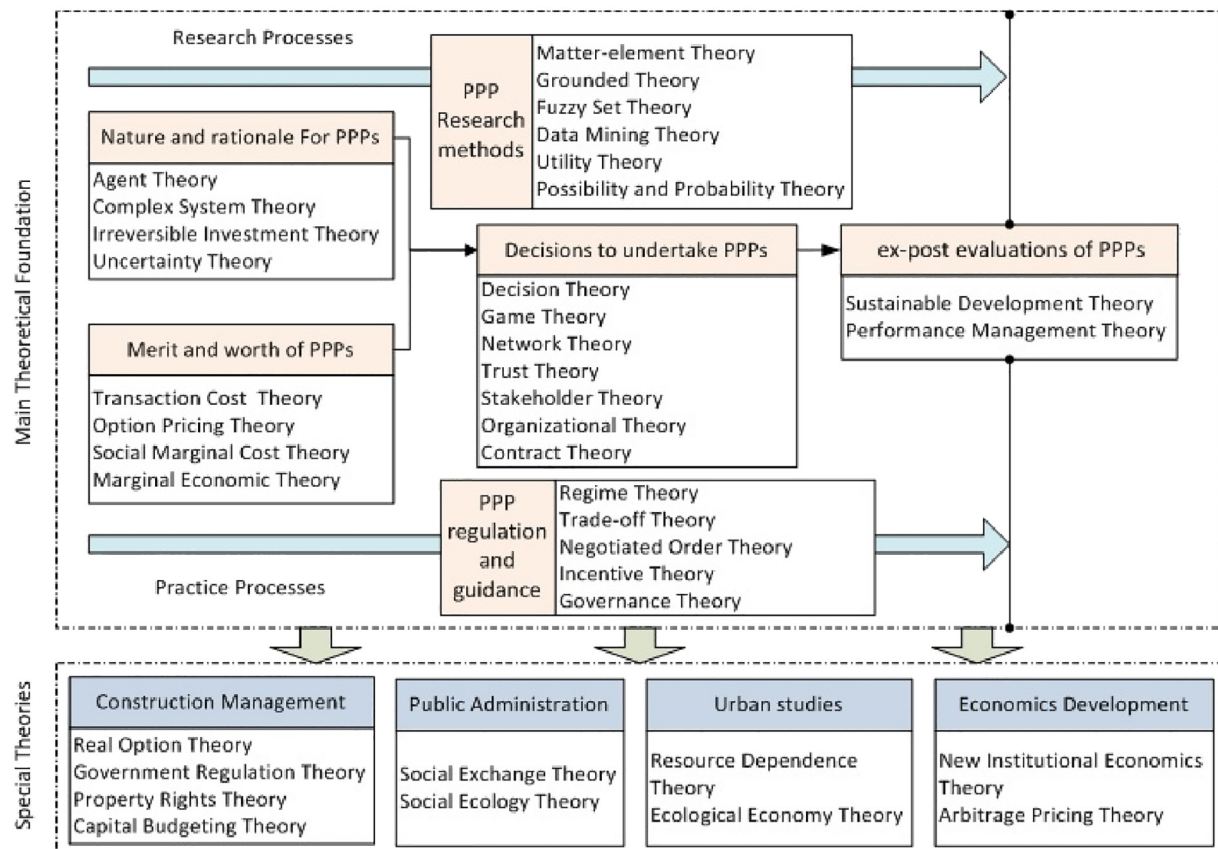 Main Theoretical Foundation
Research Processes
PPP
Research
methods
Matter-element Theory
Grounded Theory
Fuzzy Set Theory
Data Mining Theory
Utility Theory
Possibility and Probability Theory
Nature and rationale For PPPs
Agent Theory
Complex System Theory
Irreversible Investment Theory
Uncertainty Theory
Merit and worth of PPPs
Transaction Cost Theory
Option Pricing Theory
Social Marginal Cost Theory
Marginal Economic Theory
Decisions to undertake PPPs
Decision Theory
Game Theory
Network Theory
Trust Theory
Stakeholder Theory
Organizational Theory
Contract Theory
ex-post evaluations of PPPs
Sustainable Development Theory
Performance Management Theory
Practice Processes
PPP
regulation
and
guidance
Regime Theory
Trade-off Theory
Negotiated Order Theory
Incentive Theory
Governance Theory
Special Theories
Construction Management
Real Option Theory
Government Regulation Theory
Property Rights Theory
Capital Budgeting Theory
Public Administration
Social Exchange Theory
Social Ecology Theory
Urban studies
Resource Dependence
Theory
Ecological Economy Theory
Economics Development
New Institutional Economics
Theory
Arbitrage Pricing Theory